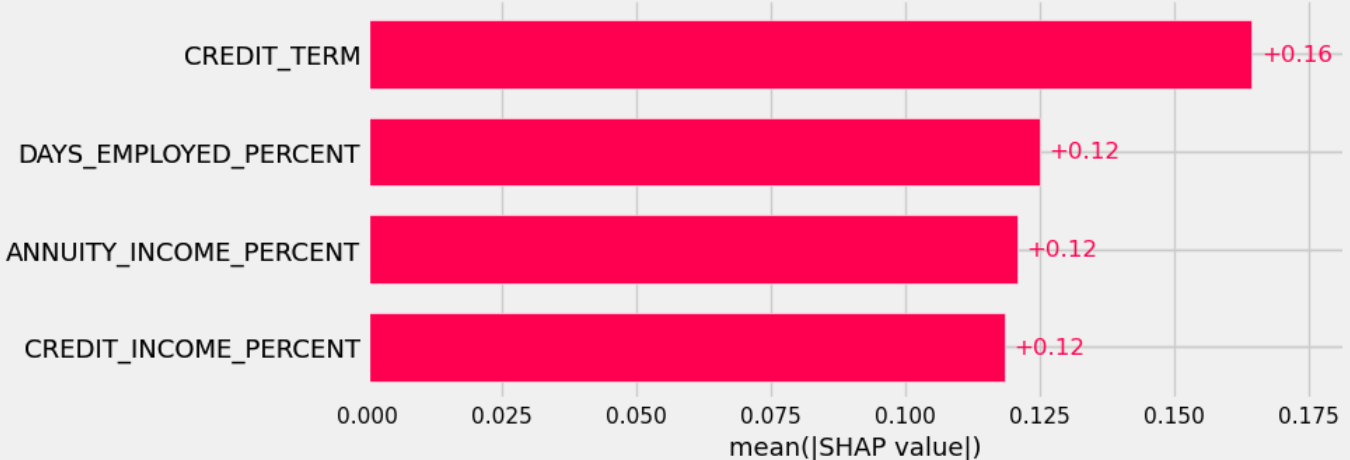 CREDIT_TERM
+0.16
DAYS_EMPLOYED_PERCENT
+0.12
ANNUITY_INCOME_PERCENT
+0.12
CREDIT_INCOME_PERCENT
+0.12
0.000 0.025 0.050 0.075 0.100 0.125 0.150 0.175
mean(|SHAP value|)